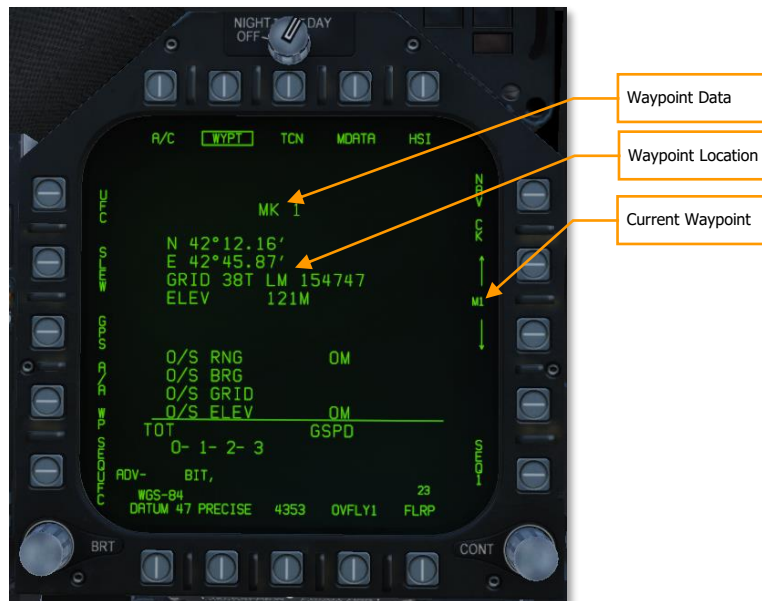 NIGHT DAY
OFF
A/C WYPT TCN MDATA HSI
Waypoint Data
Waypoint Location
Current Waypoint
UFC
SLEW
GPS
A/A WP
SEQUFC
NAV CK
M1
SEQ1
MK 1
N 42°12.16′
E 42°45.87′
GRID 38T LM 154747
ELEV 121M
O/S RNG 0M
O/S BRG
O/S GRID
O/S ELEV 0M
TOT GSPD
0- 1- 2- 3
ADV- BIT,
WGS-84 23
DATUM 47 PRECISE 4353 OVFLY1 FLRP
BRT CONT